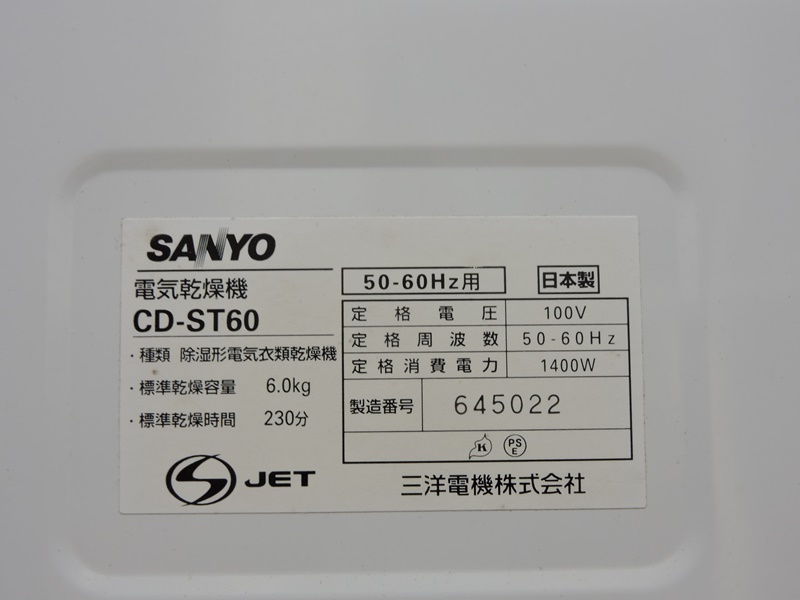 SANYO
電気乾燥機
CD-ST60
・種類 除湿形電気衣類乾燥機
・標準乾燥容量 6.0kg
・標準乾燥時間 230分
S JET
50-60Hz用 日本製
定格電圧 100V
定格周波数 50-60Hz
定格消費電力 1400W
製造番号 645022
K PSE
三洋電機株式会社